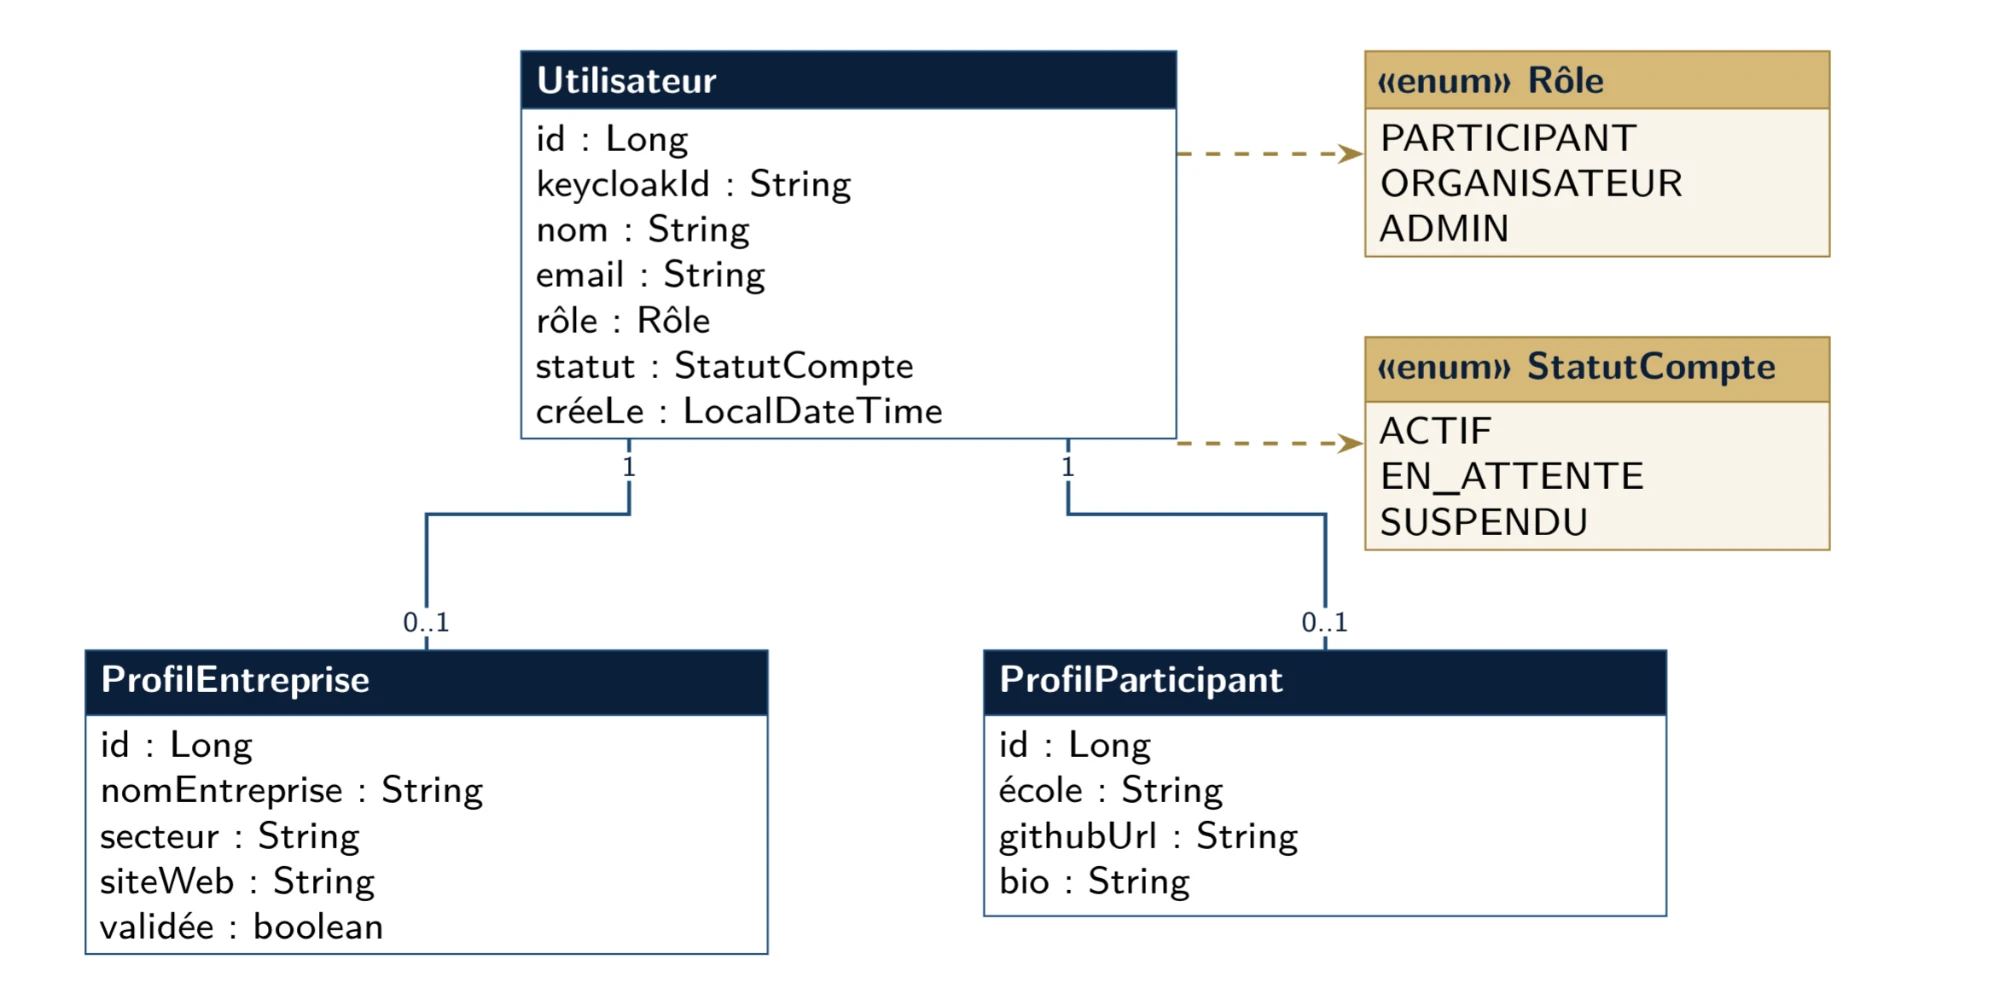 Utilisateur
id : Long
keycloakId : String
nom : String
email : String
rôle : Rôle
statut : StatutCompte
créeLe : LocalDateTime
«enum» Rôle
PARTICIPANT
ORGANISATEUR
ADMIN
«enum» StatutCompte
ACTIF
EN_ATTENTE
SUSPENDU
1
1
0..1
0..1
ProfilEntreprise
id : Long
nomEntreprise : String
secteur : String
siteWeb : String
validée : boolean
ProfilParticipant
id : Long
école : String
githubUrl : String
bio : String